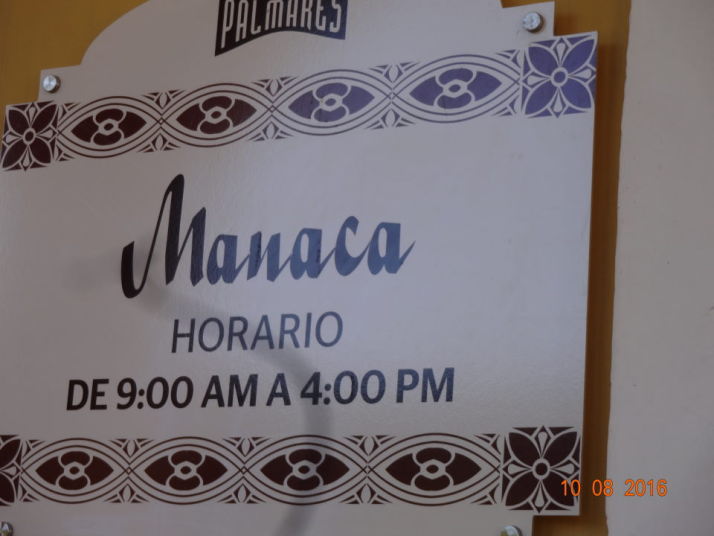 PALMARES
Manaca
HORARIO
DE 9:00 AM A 4:00 PM
10 08 2016